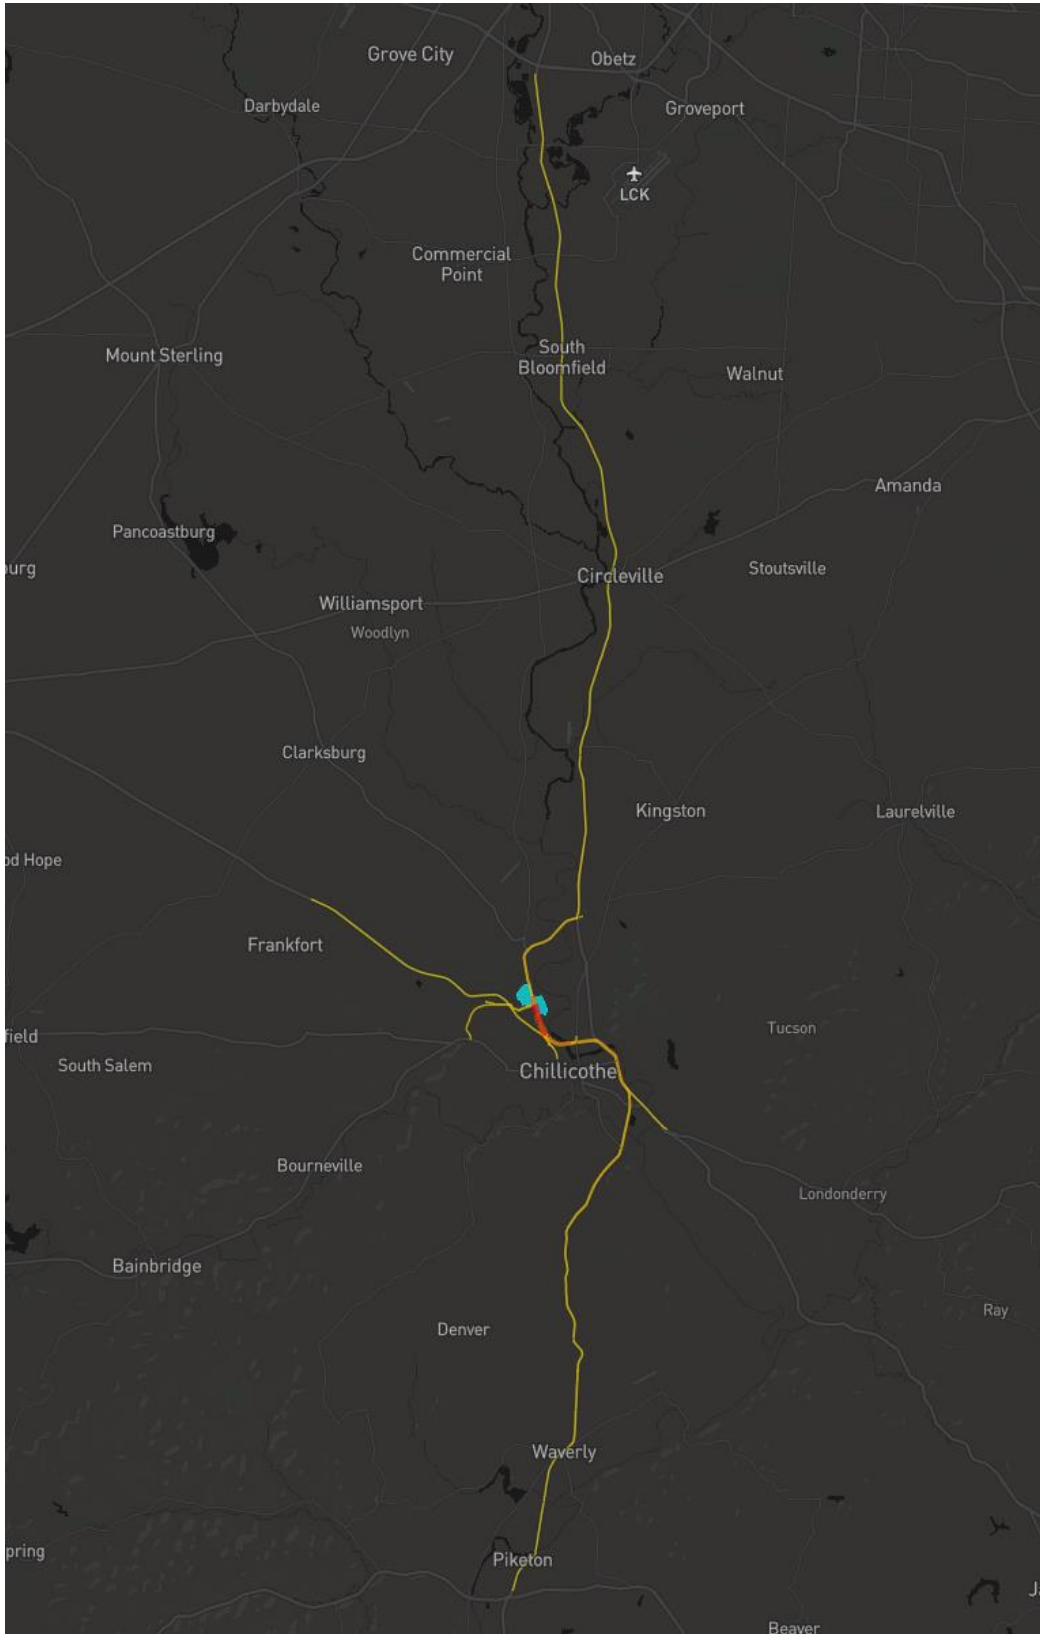 Grove City
Obetz
Darbydale
Groveport
LCK
Commercial
Point
South
Bloomfield
Mount Sterling
Walnut
Amanda
Pancoastburg
urg
Circleville
Stoutsville
Williamsport
Woodlyn
Clarksburg
Kingston
Laurelville
od Hope
Frankfort
Tucson
field
South Salem
Chillicothe
Bourneville
Londonderry
Bainbridge
Ray
Denver
Waverly
pring
Piketon
Ja
Beaver